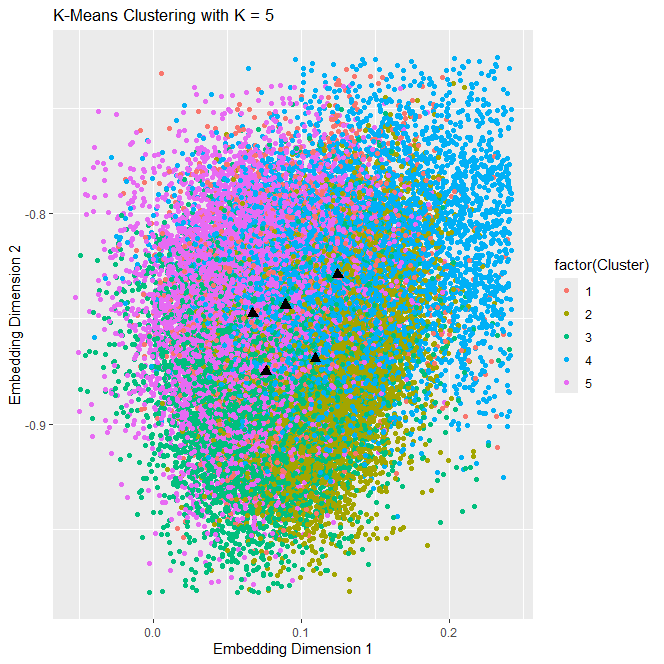 K-Means Clustering with K = 5
Embedding Dimension 2
-0.8
-0.9
0.0
0.1
0.2
Embedding Dimension 1
factor(Cluster)
1
2
3
4
5